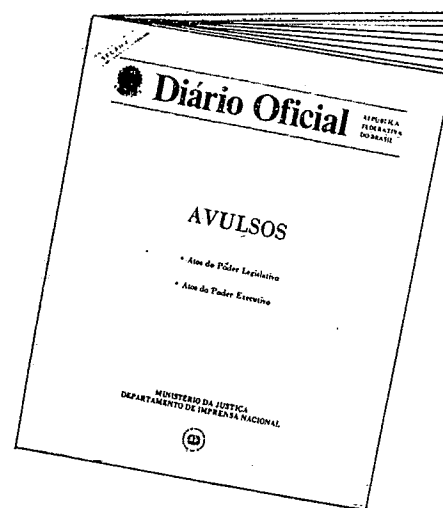 Diário Oficial
REPÚBLICA
FEDERATIVA
DO BRASIL
AVULSOS
• Atos do Poder Legislativo
• Atos do Poder Executivo
MINISTÉRIO DA JUSTIÇA
DEPARTAMENTO DE IMPRENSA NACIONAL